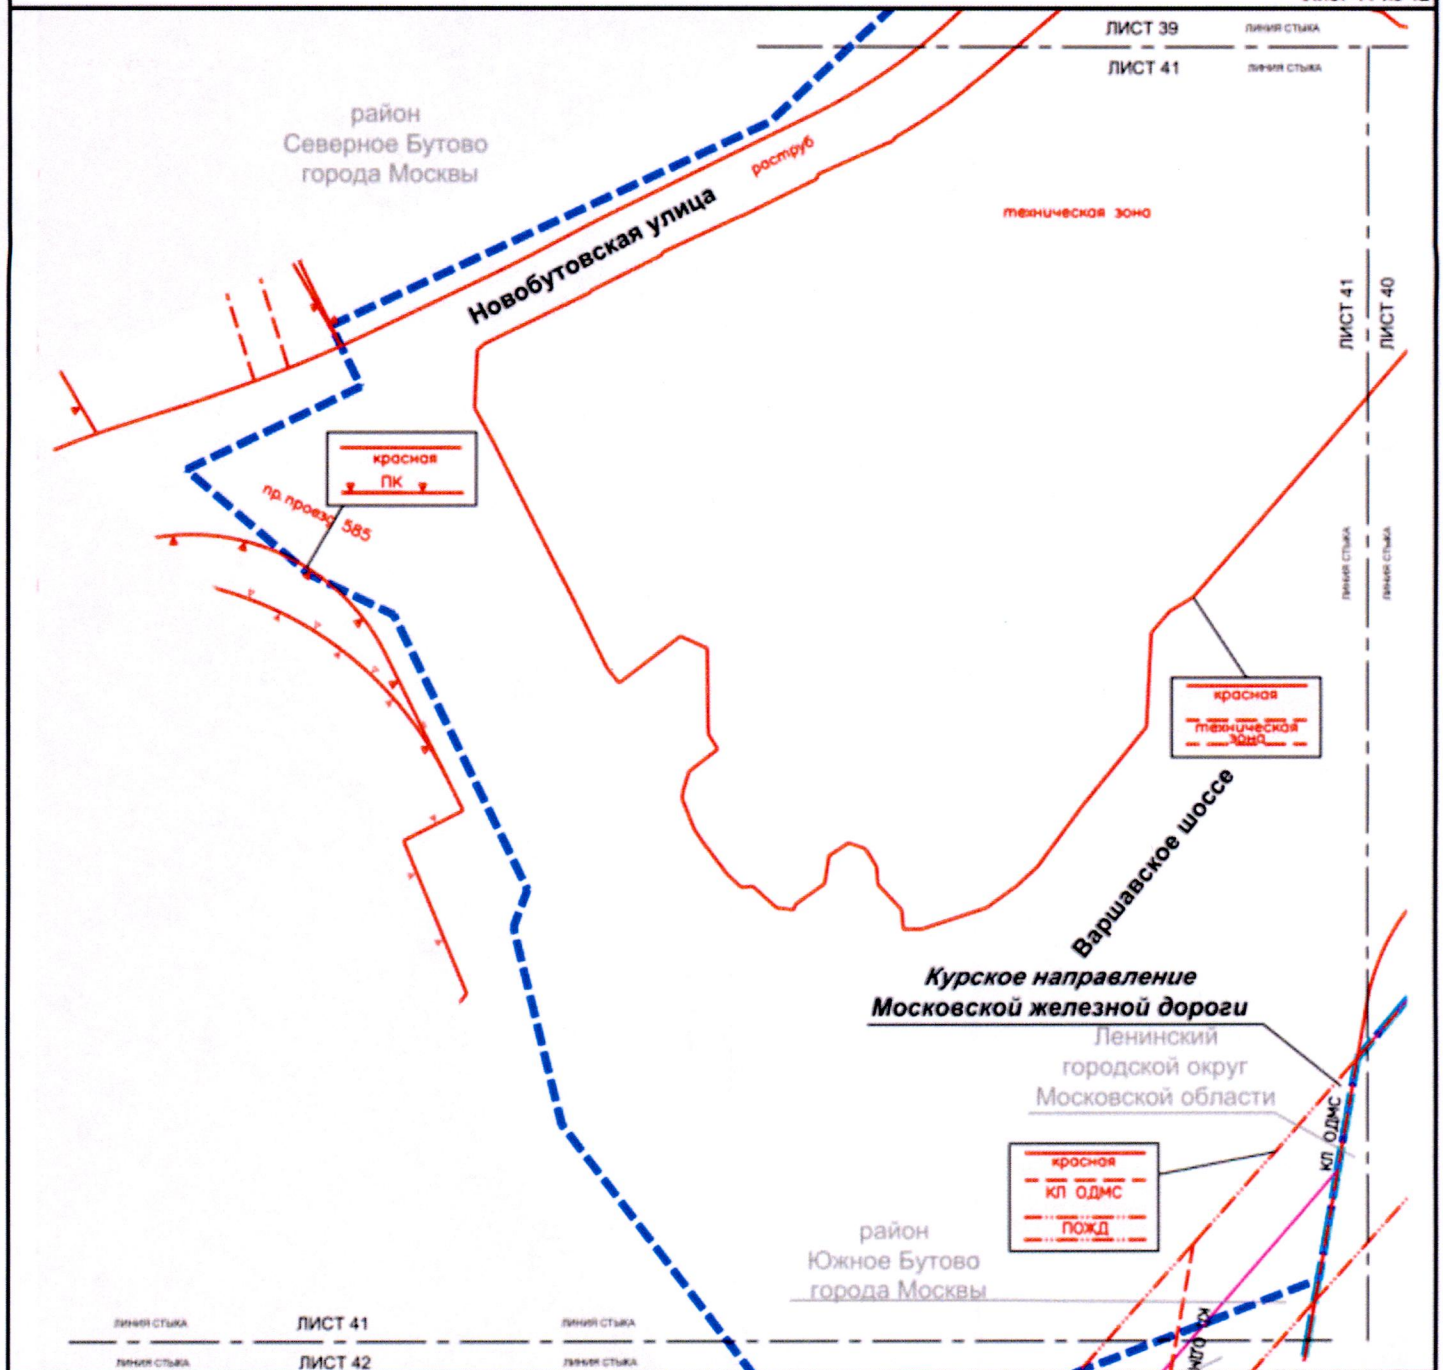 ЛИСТ 39 ЛИНИЯ СТЫКА
ЛИСТ 41 ЛИНИЯ СТЫКА
район
Северное Бутово
города Москвы
раструб
Новобутовская улица
техническая зона
ЛИСТ 41
ЛИСТ 40
красная
ПК
пр. проезд 585
ЛИНИЯ СТЫКА
ЛИНИЯ СТЫКА
красная
техническая
зона
Варшавское шоссе
Курское направление
Московской железной дороги
Ленинский
городской округ
Московской области
КЛ ОДМС
красная
КЛ ОДМС
ПОЖД
район
Южное Бутово
города Москвы
ЛИНИЯ СТЫКА ЛИСТ 41 ЛИНИЯ СТЫКА
ЛИНИЯ СТЫКА ЛИСТ 42 ЛИНИЯ СТЫКА